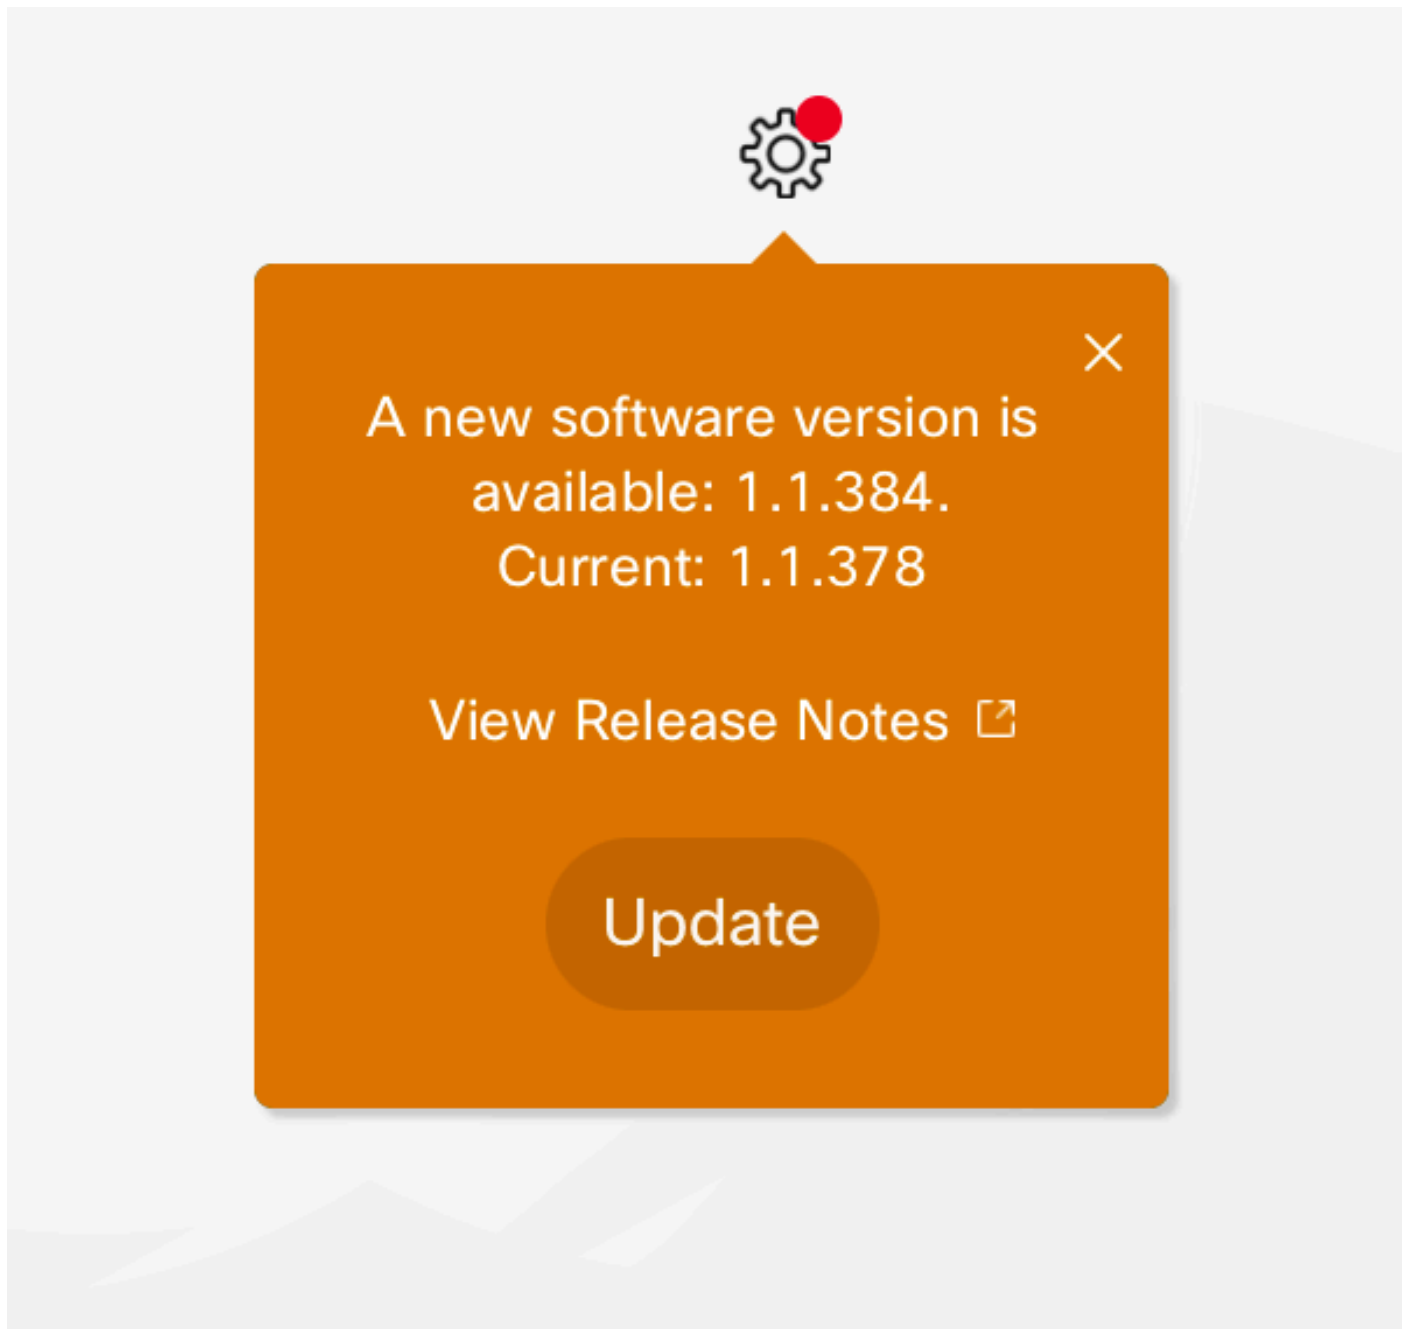 A new software version is
available: 1.1.384.
Current: 1.1.378
View Release Notes
Update